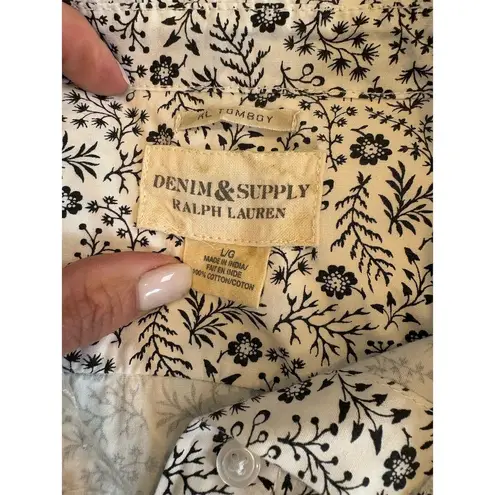 RL TOMBOY
DENIM & SUPPLY
RALPH LAUREN
L/G
MADE IN INDIA/
FAIT EN INDE
100% COTTON/COTON